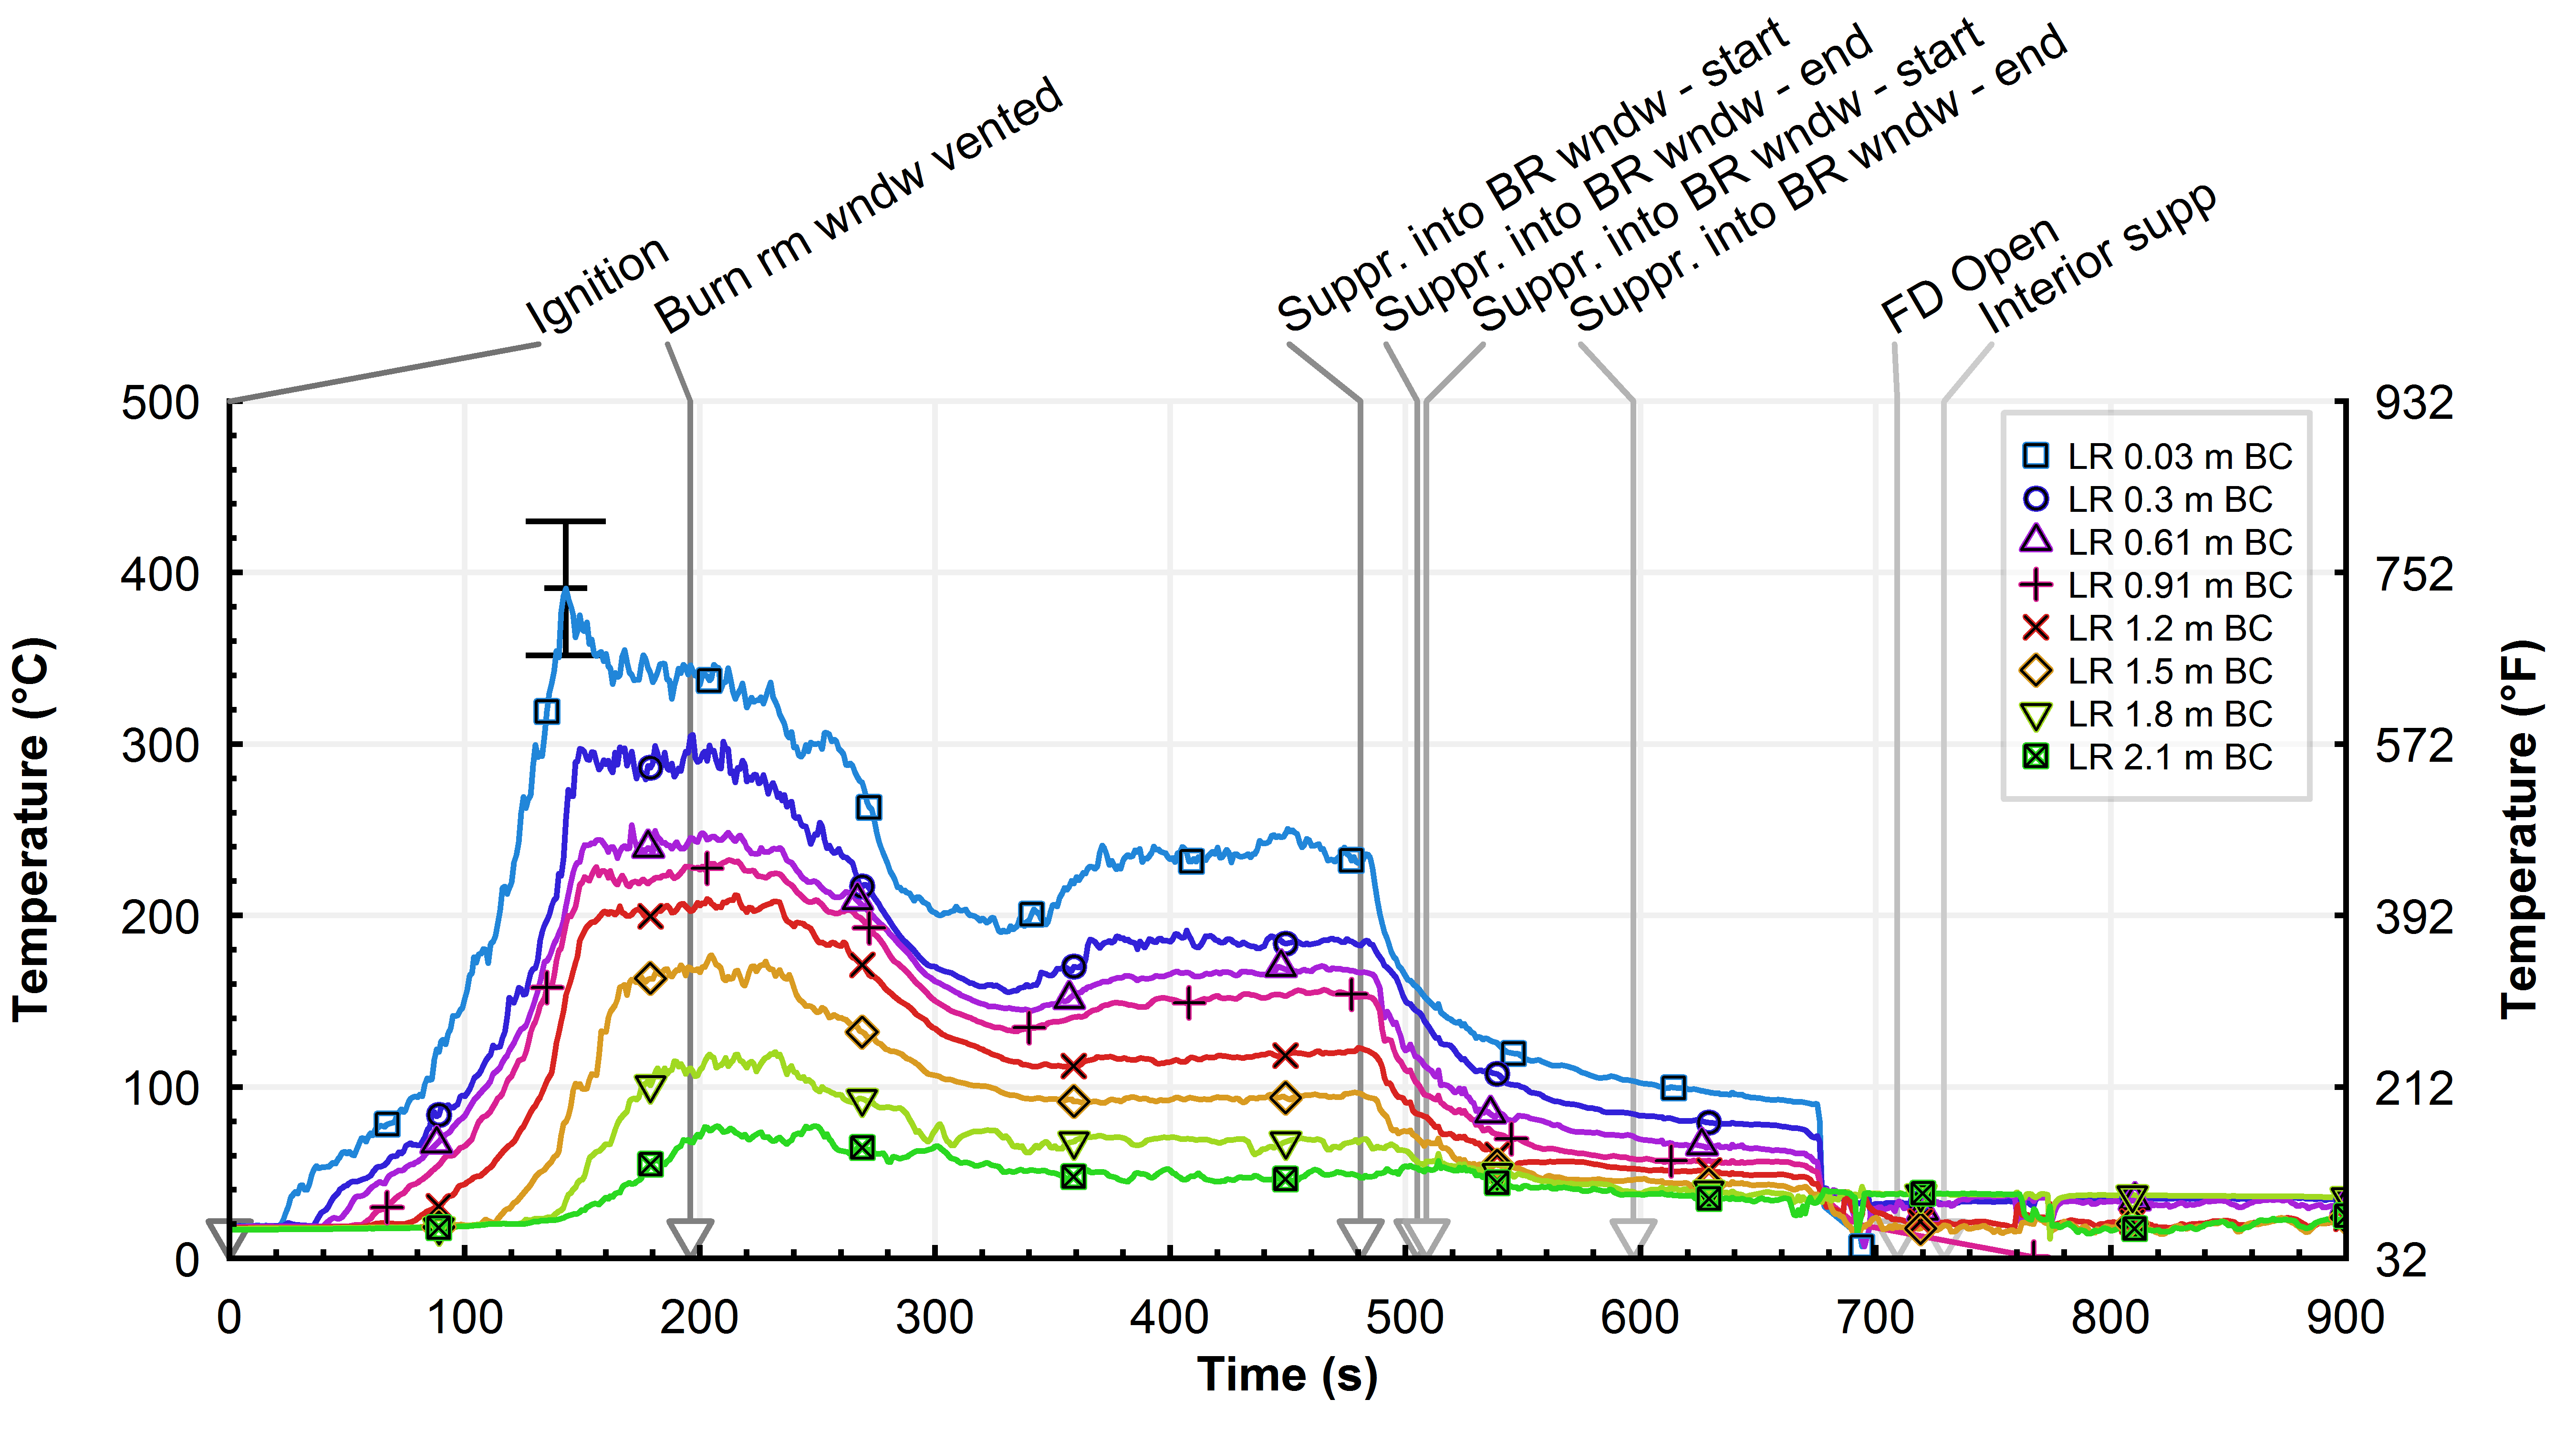 Ignition
Burn rm wndw vented
Suppr. into BR wndw - start
Suppr. into BR wndw - end
Suppr. into BR wndw - start
Suppr. into BR wndw - end
FD Open
Interior supp
500
400
300
200
100
0
Temperature (°C)
932
752
572
392
212
32
Temperature (°F)
LR 0.03 m BC
LR 0.3 m BC
LR 0.61 m BC
LR 0.91 m BC
LR 1.2 m BC
LR 1.5 m BC
LR 1.8 m BC
LR 2.1 m BC
0 100 200 300 400 500 600 700 800 900
Time (s)